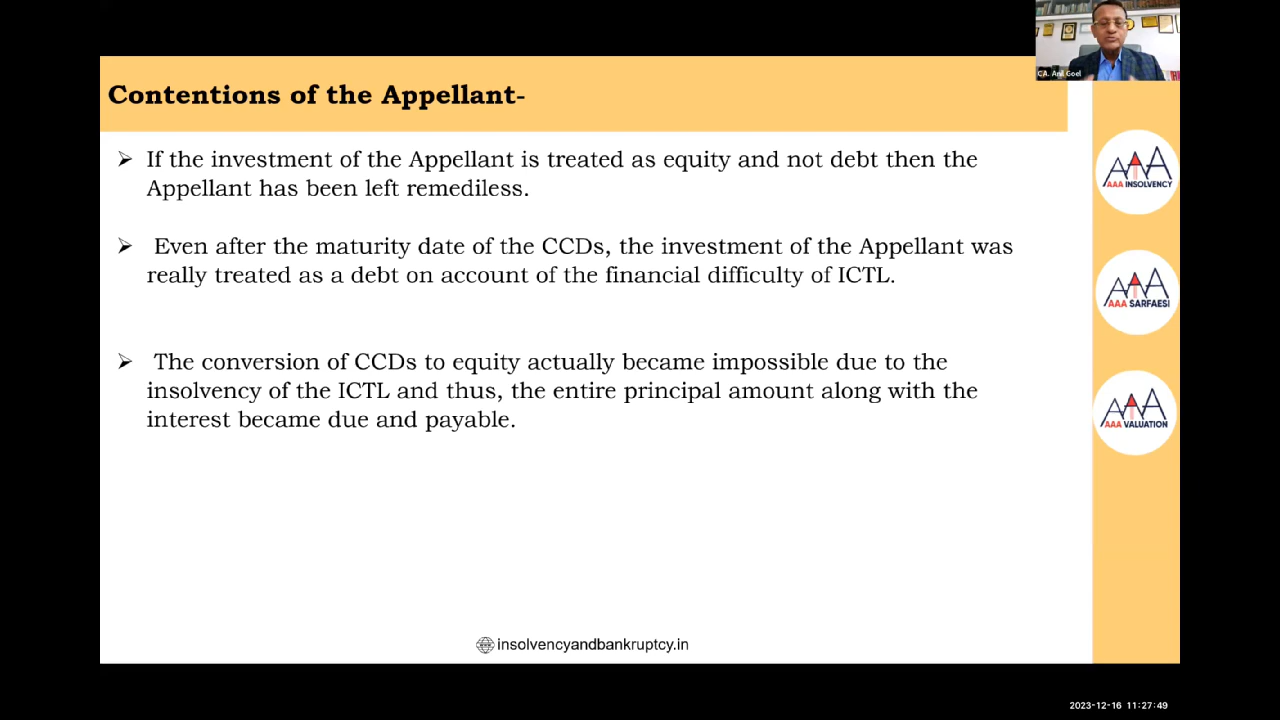 CA. Anil Goel
Contentions of the Appellant-
➢ If the investment of the Appellant is treated as equity and not debt then the
Appellant has been left remediless.
➢ Even after the maturity date of the CCDs, the investment of the Appellant was
really treated as a debt on account of the financial difficulty of ICTL.
➢ The conversion of CCDs to equity actually became impossible due to the
insolvency of the ICTL and thus, the entire principal amount along with the
interest became due and payable.
AAA INSOLVENCY
AAA SARFAESI
AAA VALUATION
insolvencyandbankruptcy.in
2023-12-16 11:27:49